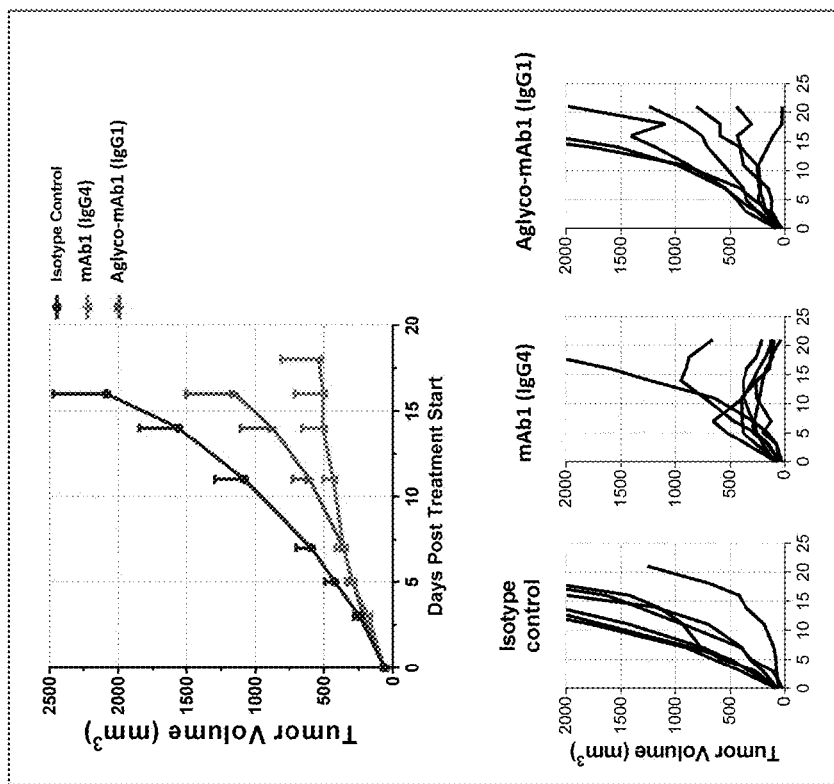 Isotype Control
mAb1 (IgG4)
Aglyco-mAb1 (IgG1)
Tumor Volume (mm³)
2500
2000
1500
1000
500
0
0 5 10 15 20
Days Post Treatment Start
Isotype
control
Tumor Volume (mm³)
2000
1500
1000
500
0
0 5 10 15 20 25
mAb1 (IgG4)
2000
1500
1000
500
0
0 5 10 15 20 25
Aglyco-mAb1 (IgG1)
2000
1500
1000
500
0
0 5 10 15 20 25